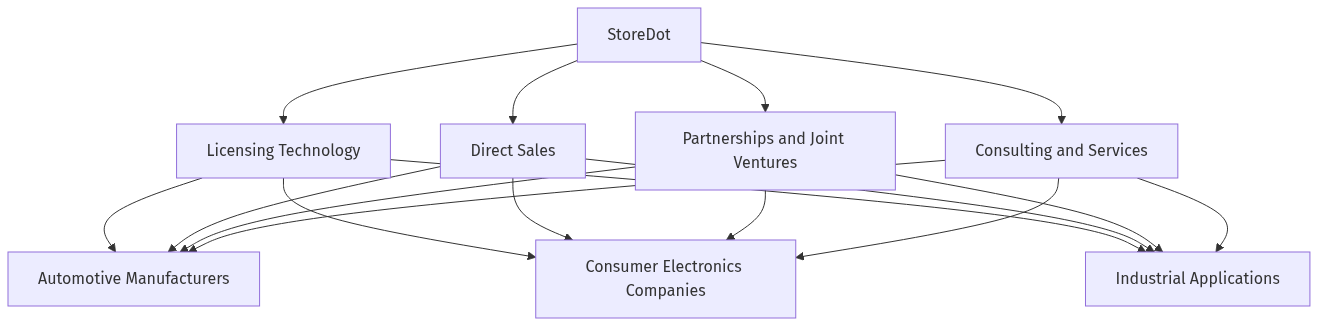 StoreDot
Licensing Technology
Direct Sales
Partnerships and Joint
Ventures
Consulting and Services
Automotive Manufacturers
Consumer Electronics
Companies
Industrial Applications